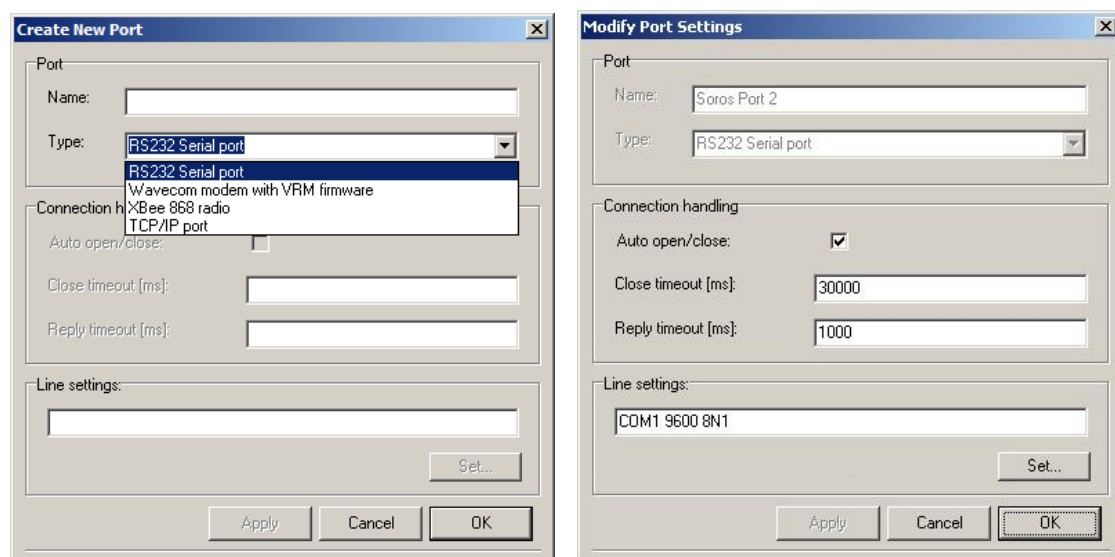 Create New Port
Port
Name:
Type: RS232 Serial port
RS232 Serial port
Wavecom modem with VRM firmware
XBee 868 radio
TCP/IP port
Connection h
Auto open/close:
Close timeout [ms]:
Reply timeout [ms]:
Line settings:
Set...
Apply Cancel OK
Modify Port Settings
Port
Name: Soros Port 2
Type: RS232 Serial port
Connection handling
Auto open/close:
Close timeout [ms]: 30000
Reply timeout [ms]: 1000
Line settings:
COM1 9600 8N1
Set...
Apply Cancel OK